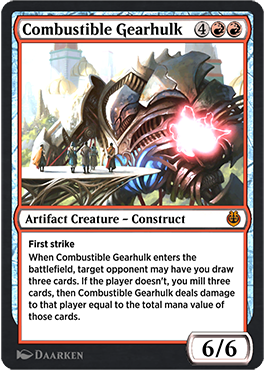 Combustible Gearhulk 4
Artifact Creature – Construct
First strike
When Combustible Gearhulk enters the
battlefield, target opponent may have you draw
three cards. If the player doesn't, you mill three
cards, then Combustible Gearhulk deals damage
to that player equal to the total mana value of
those cards.
6/6
DAARKEN